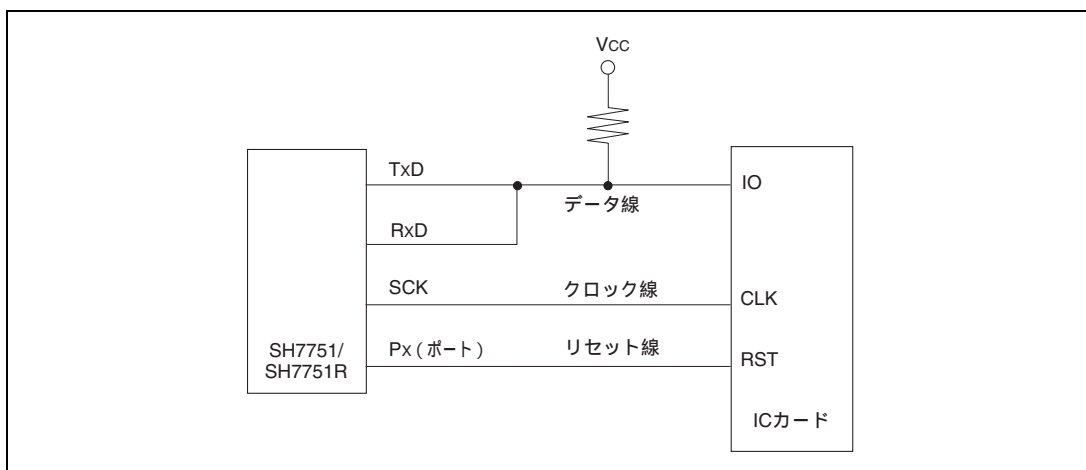 Vcc
TxD
IO
データ線
RxD
SCK
クロック線
CLK
Px(ポート)
リセット線
RST
SH7751/
SH7751R
ICカード